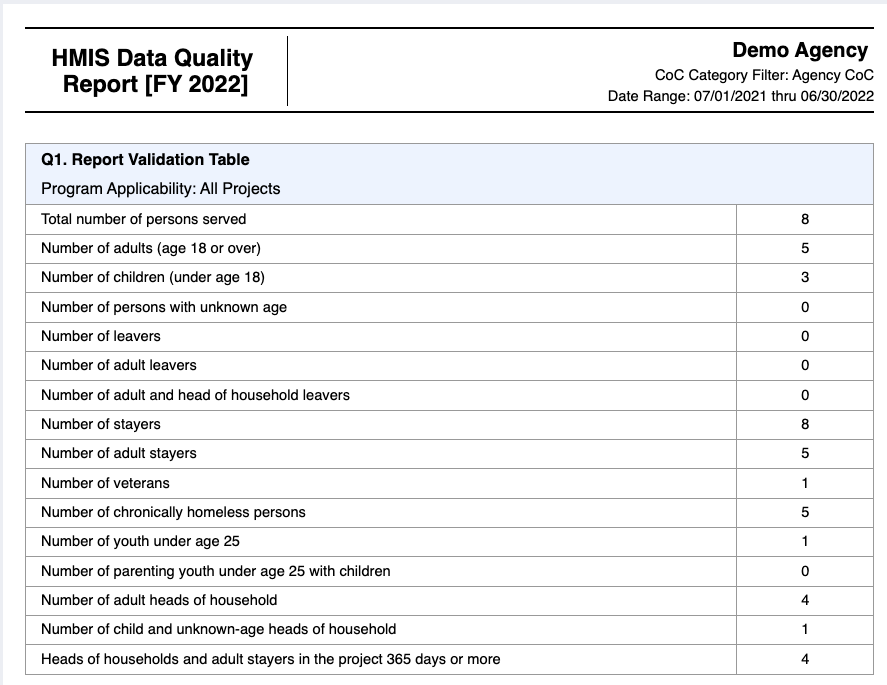 HMIS Data Quality
Report [FY 2022]
Demo Agency
CoC Category Filter: Agency CoC
Date Range: 07/01/2021 thru 06/30/2022
Q1. Report Validation Table
Program Applicability: All Projects
Total number of persons served 8
Number of adults (age 18 or over) 5
Number of children (under age 18) 3
Number of persons with unknown age 0
Number of leavers 0
Number of adult leavers 0
Number of adult and head of household leavers 0
Number of stayers 8
Number of adult stayers 5
Number of veterans 1
Number of chronically homeless persons 5
Number of youth under age 25 1
Number of parenting youth under age 25 with children 0
Number of adult heads of household 4
Number of child and unknown-age heads of household 1
Heads of households and adult stayers in the project 365 days or more 4